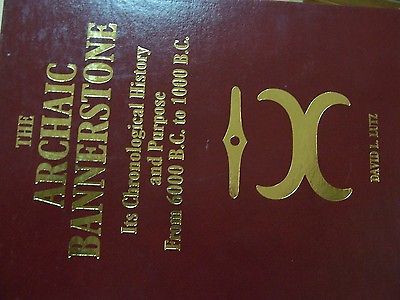 THE
ARCHAIC
BANNERSTONE
Its Chronological History
and Purpose
From 6000 B.C. to 1000 B.C.
DAVID L. LUTZ